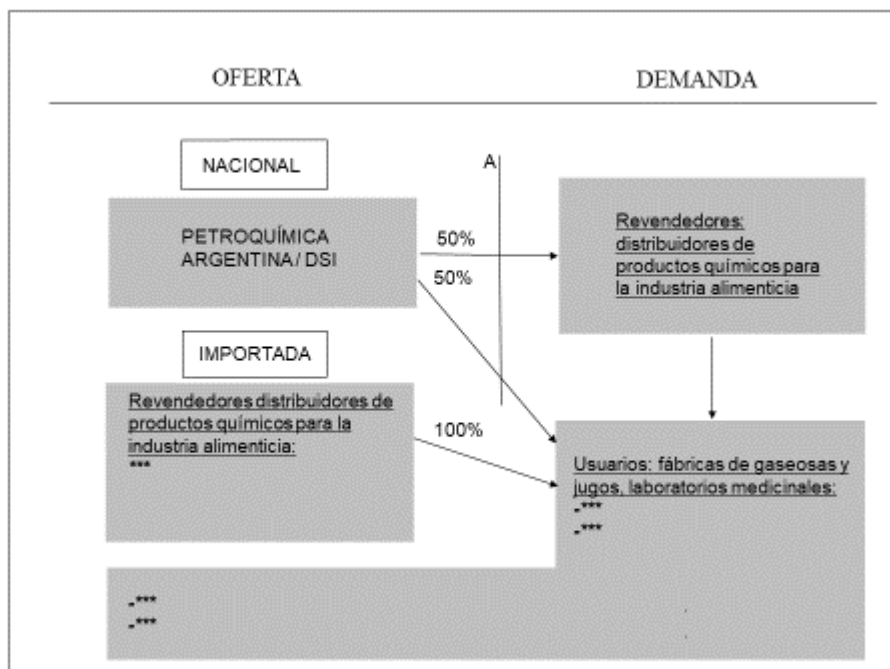 OFERTA
DEMANDA
NACIONAL
A
PETROQUÍMICA
ARGENTINA / DSI
50%
50%
Revendedores:
distribuidores de
productos químicos para
la industria alimenticia
IMPORTADA
Revendedores distribuidores de
productos químicos para la
industria alimenticia:
***
100%
Usuarios: fábricas de gaseosas y
jugos, laboratorios medicinales:
-***
-***
-***
-***